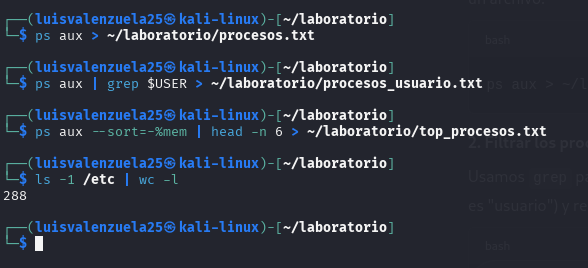 un archivo.
┌──(luisvalenzuela25㉿kali-linux)-[~/laboratorio]
└─$ ps aux > ~/laboratorio/procesos.txt
bash
┌──(luisvalenzuela25㉿kali-linux)-[~/laboratorio]
└─$ ps aux | grep $USER > ~/laboratorio/procesos_usuario.txt
ps aux > ~/l
┌──(luisvalenzuela25㉿kali-linux)-[~/laboratorio]
└─$ ps aux --sort=-%mem | head -n 6 > ~/laboratorio/top_procesos.txt
2. Filtrar los pro
┌──(luisvalenzuela25㉿kali-linux)-[~/laboratorio]
└─$ ls -1 /etc | wc -l
Usamos grep pa
288
es "usuario") y re
┌──(luisvalenzuela25㉿kali-linux)-[~/laboratorio]
└─$
bash